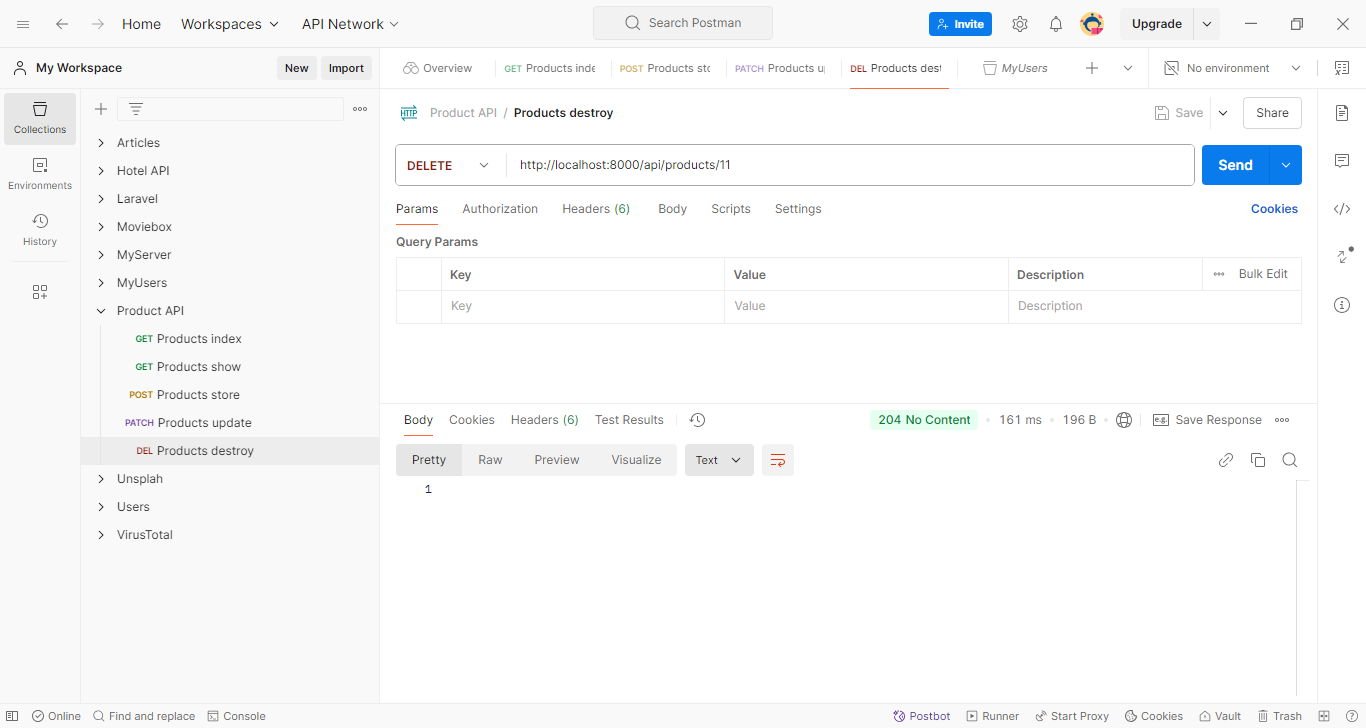 Home Workspaces API Network Search Postman Invite Upgrade
My Workspace New Import Overview GET Products inde POST Products sto PATCH Products u DEL Products dest MyUsers No environment
Collections
Environments
History
Articles
Hotel API
Laravel
Moviebox
MyServer
MyUsers
Product API
GET Products index
GET Products show
POST Products store
PATCH Products update
DEL Products destroy
Unsplah
Users
VirusTotal
HTTP Product API / Products destroy Save Share
DELETE http://localhost:8000/api/products/11 Send
Params Authorization Headers (6) Body Scripts Settings Cookies
Query Params
Key Value Description Bulk Edit
Key Value Description
Body Cookies Headers (6) Test Results 204 No Content 161 ms 196 B e.g. Save Response
Pretty Raw Preview Visualize Text
1
Online Find and replace Console Postbot Runner Start Proxy Cookies Vault Trash